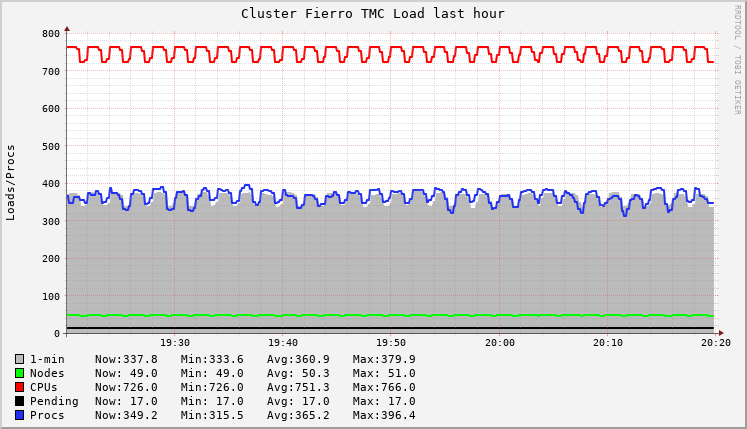 Cluster Fierro TMC Load last hour
RRDTOOL / TOBI OETIKER
Loads/Procs
800
700
600
500
400
300
200
100
0
19:30 19:40 19:50 20:00 20:10 20:20
1-min Now:337.8 Min:333.6 Avg:360.9 Max:379.9
Nodes Now: 49.0 Min: 49.0 Avg: 50.3 Max: 51.0
CPUs Now:726.0 Min:726.0 Avg:751.3 Max:766.0
Pending Now: 17.0 Min: 17.0 Avg: 17.0 Max: 17.0
Procs Now:349.2 Min:315.5 Avg:365.2 Max:396.4